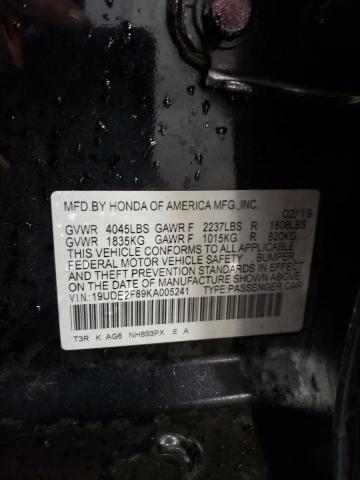 MFD BY HONDA OF AMERICA MFG.,INC. 02/19
GVWR 4045LBS GAWR F 2237LBS R 1808LBS
GVWR 1835KG GAWR F 1015KG R 820KG
THIS VEHICLE CONFORMS TO ALL APPLICABLE
FEDERAL MOTOR VEHICLE SAFETY, BUMPER,
AND THEFT PREVENTION STANDARDS IN EFFECT
ON THE DATE OF MANUFACTURE SHOWN ABOVE.
VIN:19UDE2F89KA005241 TYPE PASSENGER CAR
T3R K AG6 NH893PX E A